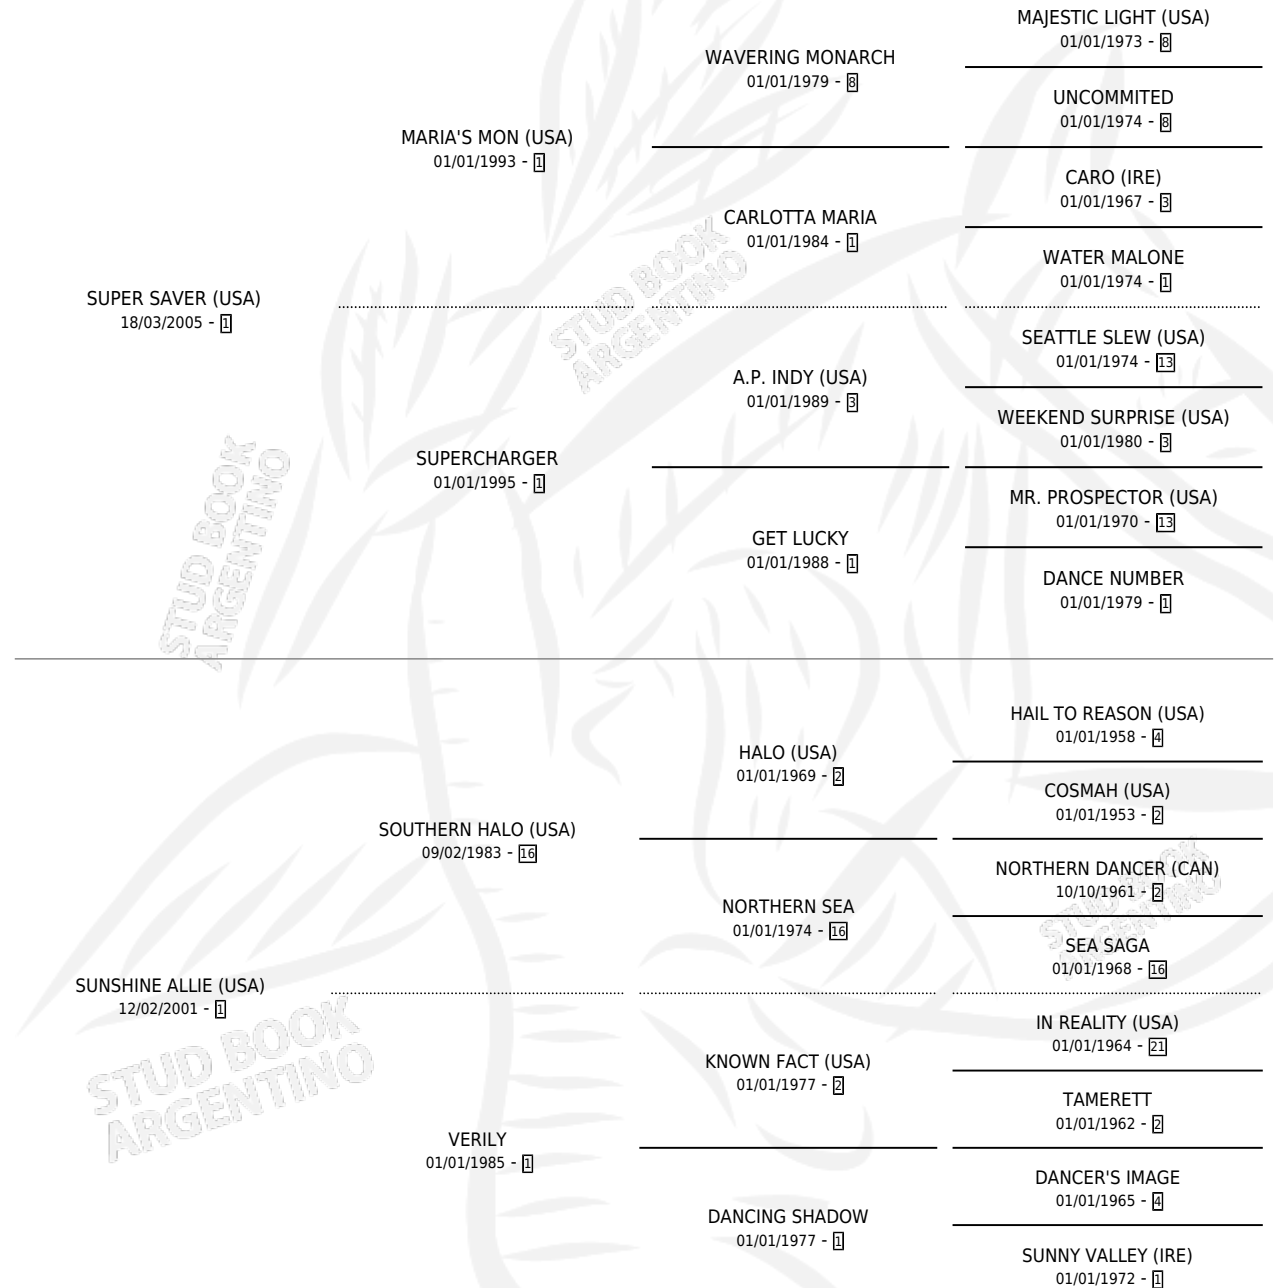 MAJESTIC LIGHT (USA)
01/01/1973 - 8
WAVERING MONARCH
01/01/1979 - 8
UNCOMMITED
01/01/1974 - 8
MARIA'S MON (USA)
01/01/1993 - 1
CARO (IRE)
01/01/1967 - 3
CARLOTTA MARIA
01/01/1984 - 1
WATER MALONE
01/01/1974 - 1
SUPER SAVER (USA)
18/03/2005 - 1
STUD BOOK
ARGENTINO
SEATTLE SLEW (USA)
01/01/1974 - 13
A.P. INDY (USA)
01/01/1989 - 3
WEEKEND SURPRISE (USA)
01/01/1980 - 3
SUPERCHARGER
01/01/1995 - 1
MR. PROSPECTOR (USA)
01/01/1970 - 13
GET LUCKY
01/01/1988 - 1
DANCE NUMBER
01/01/1979 - 1
STUD BOOK
ARGENTINO
HAIL TO REASON (USA)
01/01/1958 - 4
HALO (USA)
01/01/1969 - 2
COSMAH (USA)
01/01/1953 - 2
SOUTHERN HALO (USA)
09/02/1983 - 16
NORTHERN DANCER (CAN)
10/10/1961 - 2
NORTHERN SEA
01/01/1974 - 16
SEA SAGA
01/01/1968 - 16
STUD BOOK
ARGENTINO
SUNSHINE ALLIE (USA)
12/02/2001 - 1
STUD BOOK
ARGENTINO
IN REALITY (USA)
01/01/1964 - 21
KNOWN FACT (USA)
01/01/1977 - 2
TAMERETT
01/01/1962 - 2
VERILY
01/01/1985 - 1
DANCER'S IMAGE
01/01/1965 - 4
DANCING SHADOW
01/01/1977 - 1
SUNNY VALLEY (IRE)
01/01/1972 - 1